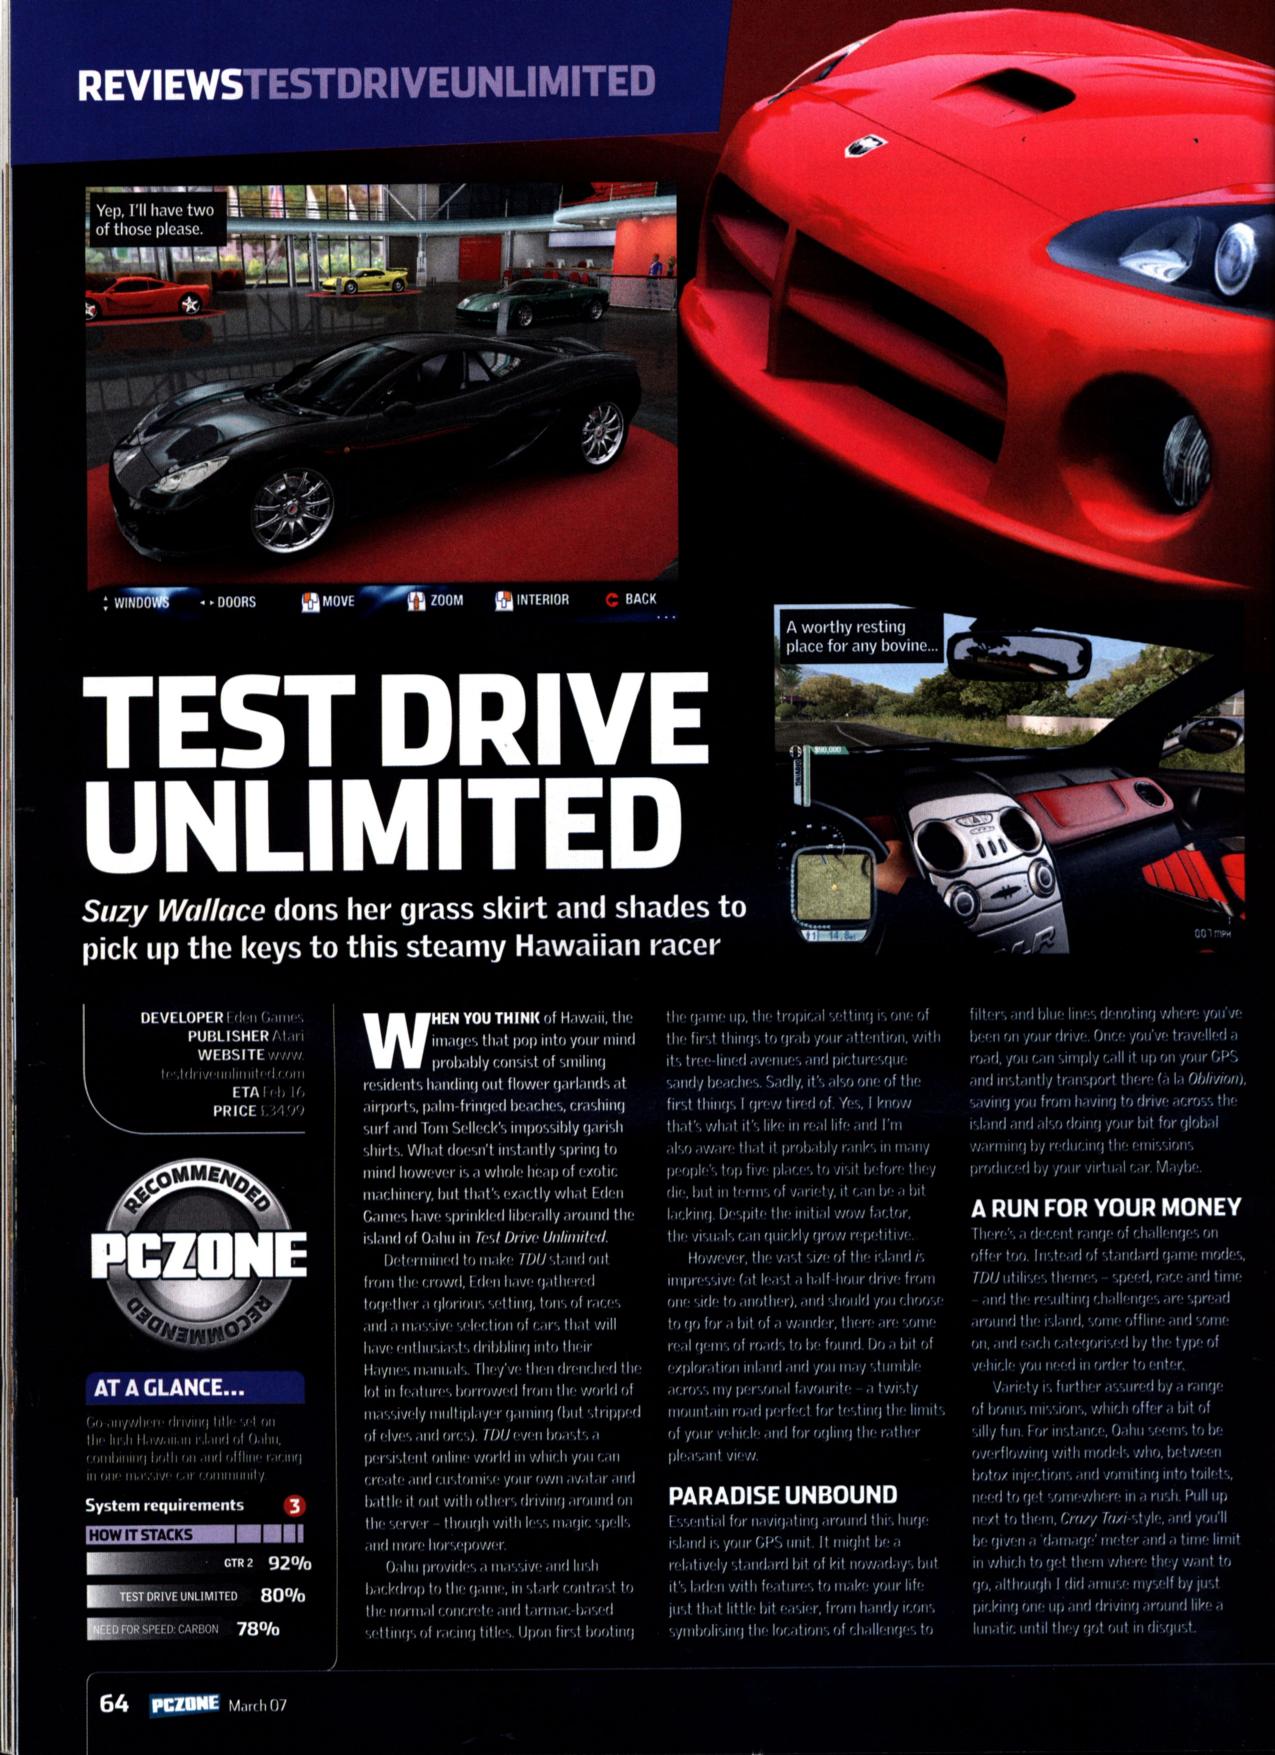 REVIEWSTESTDRIVEUNLIMITED
Yep, I'll have two
of those please.
WINDOWS DOORS MOVE ZOOM INTERIOR BACK
A worthy resting
place for any bovine...
$90,000
001 MPH
TEST DRIVE
UNLIMITED
Suzy Wallace dons her grass skirt and shades to
pick up the keys to this steamy Hawaiian racer
DEVELOPER Eden Games
PUBLISHER Atari
WEBSITE www.
testdriveunlimited.com
ETA Feb 16
PRICE £34.99
RECOMMENDED
PCZONE
RECOMMENDED
AT A GLANCE...
Go-anywhere driving title set on
the lush Hawaiian island of Oahu,
combining both on and offline racing
in one massive car community.
System requirements 3
HOW IT STACKS
GTR 2 92%
TEST DRIVE UNLIMITED 80%
NEED FOR SPEED: CARBON 78%
WHEN YOU THINK of Hawaii, the
images that pop into your mind
probably consist of smiling
residents handing out flower garlands at
airports, palm-fringed beaches, crashing
surf and Tom Selleck's impossibly garish
shirts. What doesn't instantly spring to
mind however is a whole heap of exotic
machinery, but that's exactly what Eden
Games have sprinkled liberally around the
island of Oahu in Test Drive Unlimited.
Determined to make TDU stand out
from the crowd, Eden have gathered
together a glorious setting, tons of races
and a massive selection of cars that will
have enthusiasts dribbling into their
Haynes manuals. They've then drenched the
lot in features borrowed from the world of
massively multiplayer gaming (but stripped
of elves and orcs). TDU even boasts a
persistent online world in which you can
create and customise your own avatar and
battle it out with others driving around on
the server – though with less magic spells
and more horsepower.
Oahu provides a massive and lush
backdrop to the game, in stark contrast to
the normal concrete and tarmac-based
settings of racing titles. Upon first booting
the game up, the tropical setting is one of
the first things to grab your attention, with
its tree-lined avenues and picturesque
sandy beaches. Sadly, it's also one of the
first things I grew tired of. Yes, I know
that's what it's like in real life and I'm
also aware that it probably ranks in many
people's top five places to visit before they
die, but in terms of variety, it can be a bit
lacking. Despite the initial wow factor,
the visuals can quickly grow repetitive.
However, the vast size of the island is
impressive (at least a half-hour drive from
one side to another), and should you choose
to go for a bit of a wander, there are some
real gems of roads to be found. Do a bit of
exploration inland and you may stumble
across my personal favourite – a twisty
mountain road perfect for testing the limits
of your vehicle and for ogling the rather
pleasant view.
PARADISE UNBOUND
Essential for navigating around this huge
island is your GPS unit. It might be a
relatively standard bit of kit nowadays but
it's laden with features to make your life
just that little bit easier, from handy icons
symbolising the locations of challenges to
filters and blue lines denoting where you've
been on your drive. Once you've travelled a
road, you can simply call it up on your GPS
and instantly transport there (à la Oblivion),
saving you from having to drive across the
island and also doing your bit for global
warming by reducing the emissions
produced by your virtual car. Maybe.
A RUN FOR YOUR MONEY
There's a decent range of challenges on
offer too. Instead of standard game modes,
TDU utilises themes – speed, race and time
– and the resulting challenges are spread
around the island, some offline and some
on, and each categorised by the type of
vehicle you need in order to enter.
Variety is further assured by a range
of bonus missions, which offer a bit of
silly fun. For instance, Oahu seems to be
overflowing with models who, between
botox injections and vomiting into toilets,
need to get somewhere in a rush. Pull up
next to them, Crazy Taxi-style, and you'll
be given a 'damage' meter and a time limit
in which to get them where they want to
go, although I did amuse myself by just
picking one up and driving around like a
lunatic until they got out in disgust.
64 PCZONE March 07